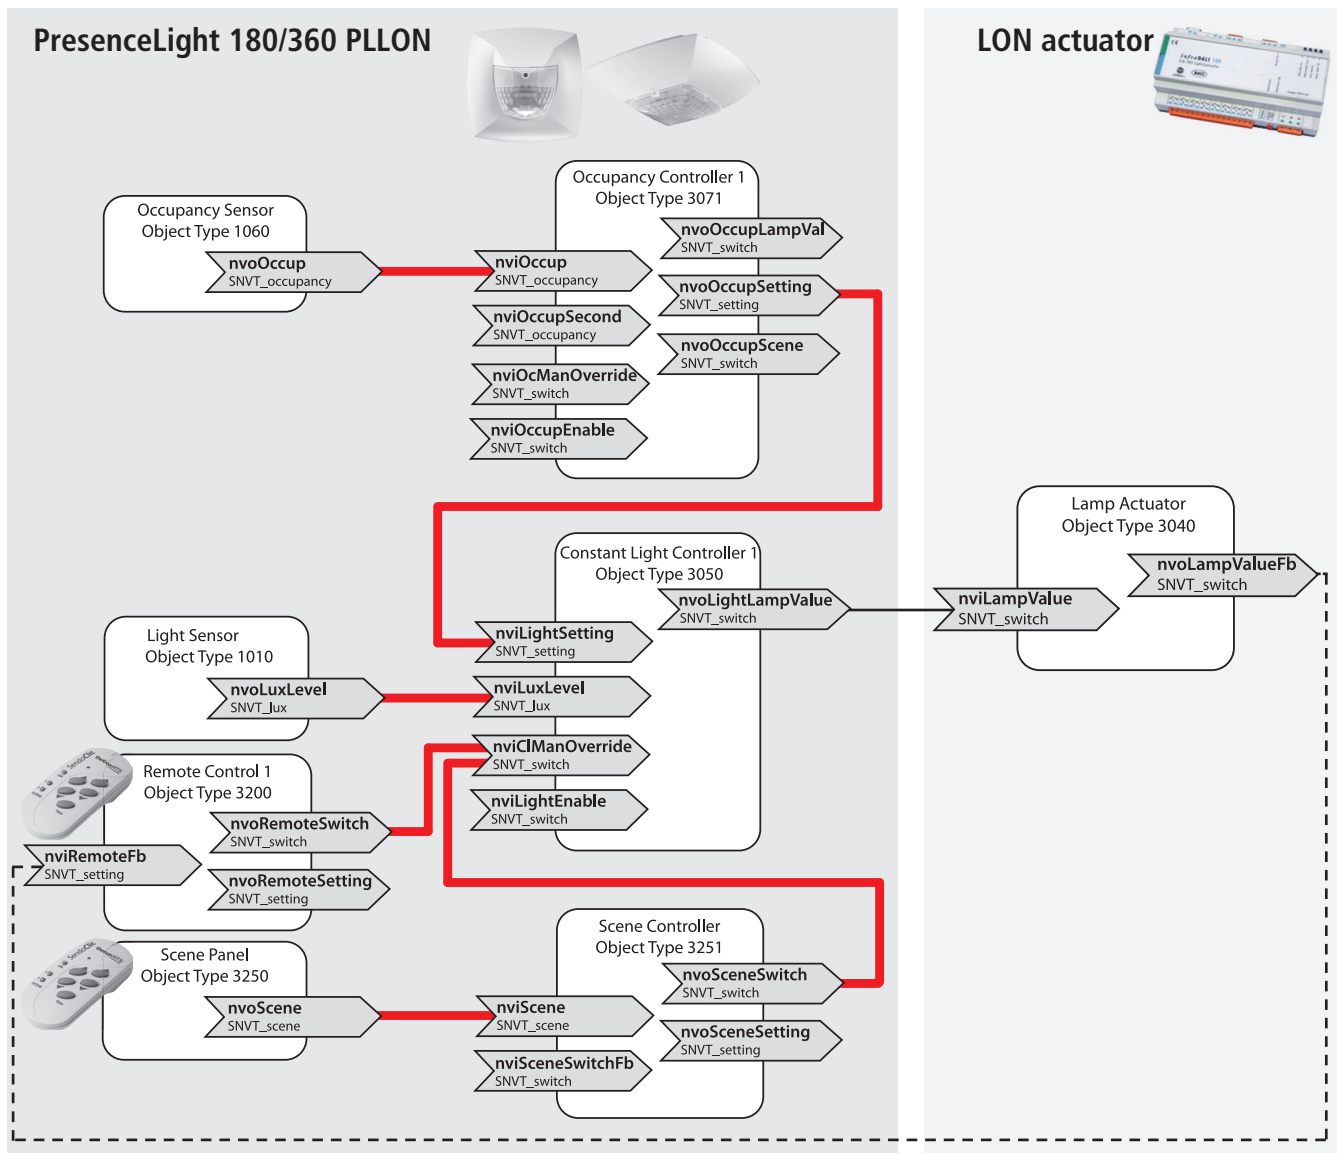 PresenceLight 180/360 PLLON
LON actuator
Occupancy Sensor
Object Type 1060
nvoOccup
SNVT_occupancy
Occupancy Controller 1
Object Type 3071
nvoOccupLampVal
SNVT_switch
nviOccup
SNVT_occupancy
nvoOccupSetting
SNVT_setting
nviOccupSecond
SNVT_occupancy
nvoOccupScene
SNVT_switch
nviOcManOverride
SNVT_switch
nviOccupEnable
SNVT_switch
Lamp Actuator
Object Type 3040
nvoLampValueFb
SNVT_switch
nviLampValue
SNVT_switch
Constant Light Controller 1
Object Type 3050
nvoLightLampValue
SNVT_switch
nviLightSetting
SNVT_setting
nviLuxLevel
SNVT_lux
nviClManOverride
SNVT_switch
nviLightEnable
SNVT_switch
Light Sensor
Object Type 1010
nvoLuxLevel
SNVT_lux
SendoClic
Remote Control 1
Object Type 3200
nvoRemoteSwitch
SNVT_switch
nviRemoteFb
SNVT_setting
nvoRemoteSetting
SNVT_setting
SendoClic
Scene Panel
Object Type 3250
nvoScene
SNVT_scene
Scene Controller
Object Type 3251
nvoSceneSwitch
SNVT_switch
nviScene
SNVT_scene
nvoSceneSetting
SNVT_setting
nviSceneSwitchFb
SNVT_switch